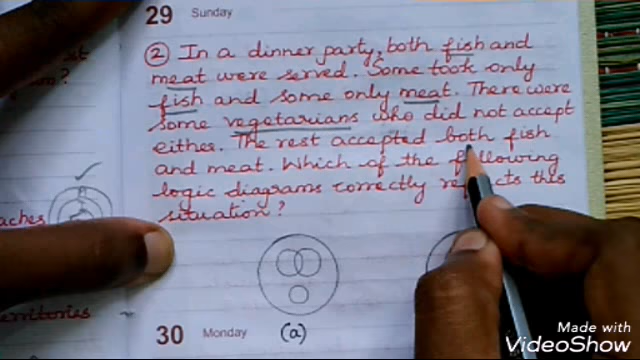 29 Sunday
② In a dinner party, both fish and
meat were served. Some took only
fish and some only meat. There were
some vegetarians who did not accept
either. The rest accepted both fish
and meat. Which of the following
logic diagrams correctly this
situation?
aches
erritories
(a)
30 Monday
Made with
VideoShow